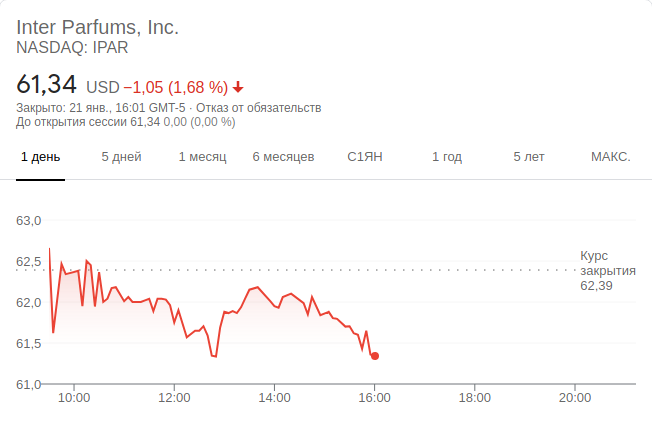 Inter Parfums, Inc.
NASDAQ: IPAR
61,34 USD −1,05 (1,68 %)
Закрыто: 21 янв., 16:01 GMT-5 · Отказ от обязательств
До открытия сессии 61,34 0,00 (0,00 %)
1 день 5 дней 1 месяц 6 месяцев С1ЯН 1 год 5 лет МАКС.
63,0
62,5
62,0
61,5
61,0
Курс
закрытия
62,39
10:00 12:00 14:00 16:00 18:00 20:00